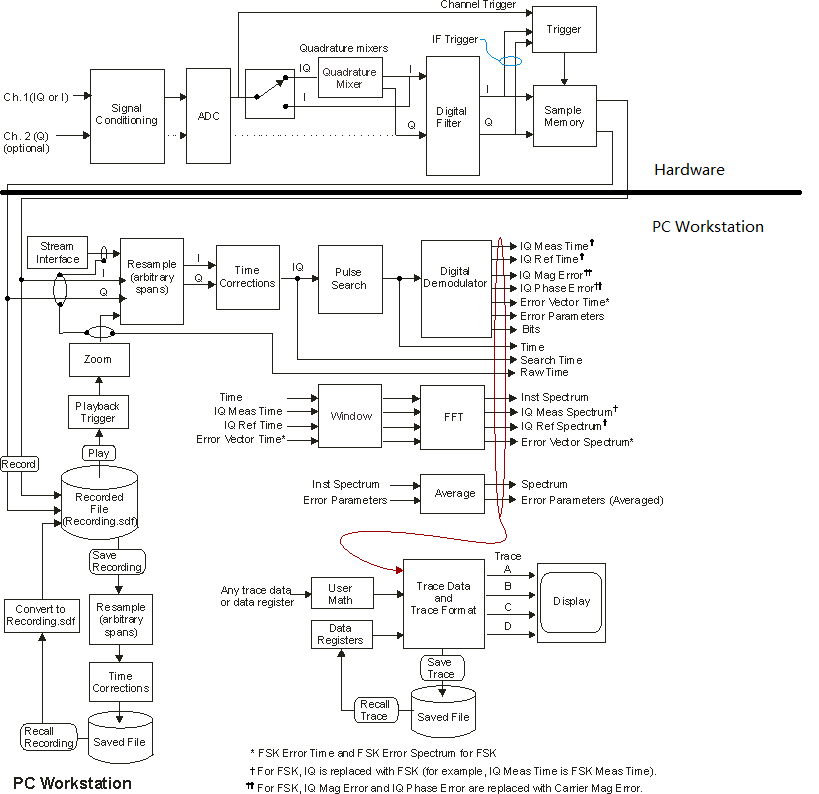 Channel Trigger
IF Trigger
Trigger
Quadrature mixers
IQ
I
Quadrature
Mixer
I
Q
Ch. 1(IQ or I)
Ch. 2 (Q)
(optional)
Signal
Conditioning
ADC
Digital
Filter
I
Q
Sample
Memory
Hardware
PC Workstation
Stream
Interface
I
Q
Resample
(arbitrary
spans)
I
Q
Time
Corrections
IQ
Pulse
Search
Digital
Demodulator
IQ Meas Time†
IQ Ref Time†
IQ Mag Error††
IQ Phase Error††
Error Vector Time*
Error Parameters
Bits
Time
Search Time
Raw Time
Zoom
Playback
Trigger
Play
Record
Recorded
File
(Recording.sdf)
Time
IQ Meas Time
IQ Ref Time
Error Vector Time*
Window
FFT
Inst Spectrum
IQ Meas Spectrum†
IQ Ref Spectrum†
Error Vector Spectrum*
Inst Spectrum
Error Parameters
Average
Spectrum
Error Parameters (Averaged)
Save
Recording
Resample
(arbitrary
spans)
Time
Corrections
Saved File
Convert to
Recording.sdf
Recall
Recording
Any trace data
or data register
User
Math
Data
Registers
Trace Data
and
Trace Format
Trace
A
B
C
D
Display
Save
Trace
Recall
Trace
Saved File
* FSK Error Time and FSK Error Spectrum for FSK
† For FSK, IQ is replaced with FSK (for example, IQ Meas Time is FSK Meas Time).
†† For FSK, IQ Mag Error and IQ Phase Error are replaced with Carrier Mag Error.
PC Workstation